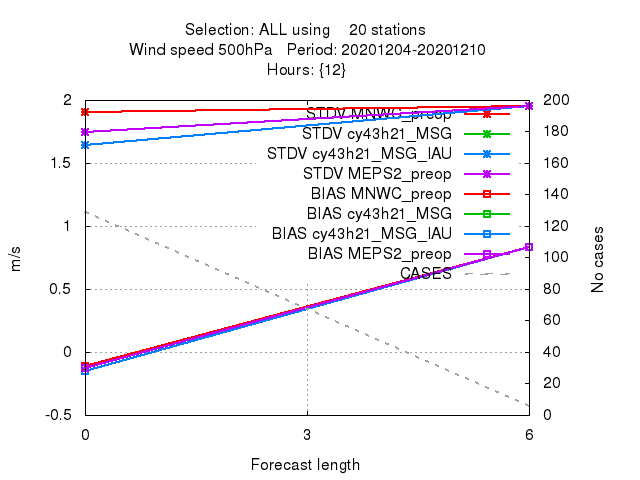 Selection: ALL using 20 stations
Wind speed 500hPa Period: 20201204-20201210
Hours: {12}
2
1.5
1
0.5
0
-0.5
200
180
160
140
120
100
80
60
40
20
0
m/s
No cases
STDV MNWC_preop
STDV cy43h21_MSG
STDV cy43h21_MSG_IAU
STDV MEPS2_preop
BIAS MNWC_preop
BIAS cy43h21_MSG
BIAS cy43h21_MSG_IAU
BIAS MEPS2_preop
CASES
0 3 6
Forecast length